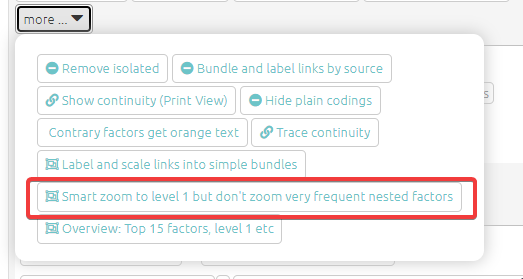 more ...
Remove isolated
Bundle and label links by source
Show continuity (Print View)
Hide plain codings
Contrary factors get orange text
Trace continuity
Label and scale links into simple bundles
Smart zoom to level 1 but don't zoom very frequent nested factors
Overview: Top 15 factors, level 1 etc